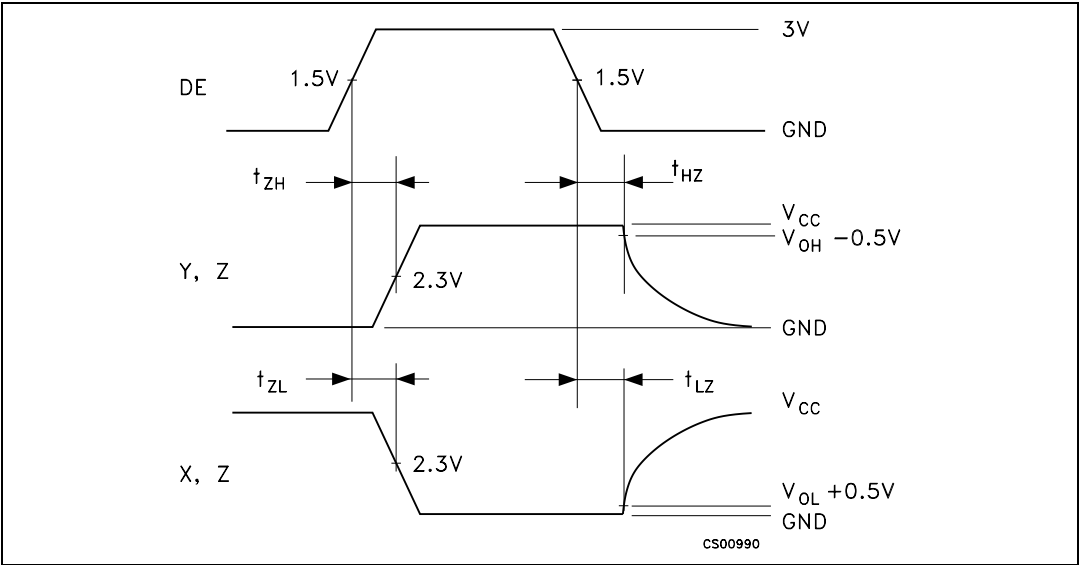 3V
1.5V
1.5V
DE
GND
tZH
tHZ
VCC
VOH −0.5V
Y, Z
2.3V
GND
tZL
tLZ
VCC
2.3V
X, Z
VOL +0.5V
GND
CS00990